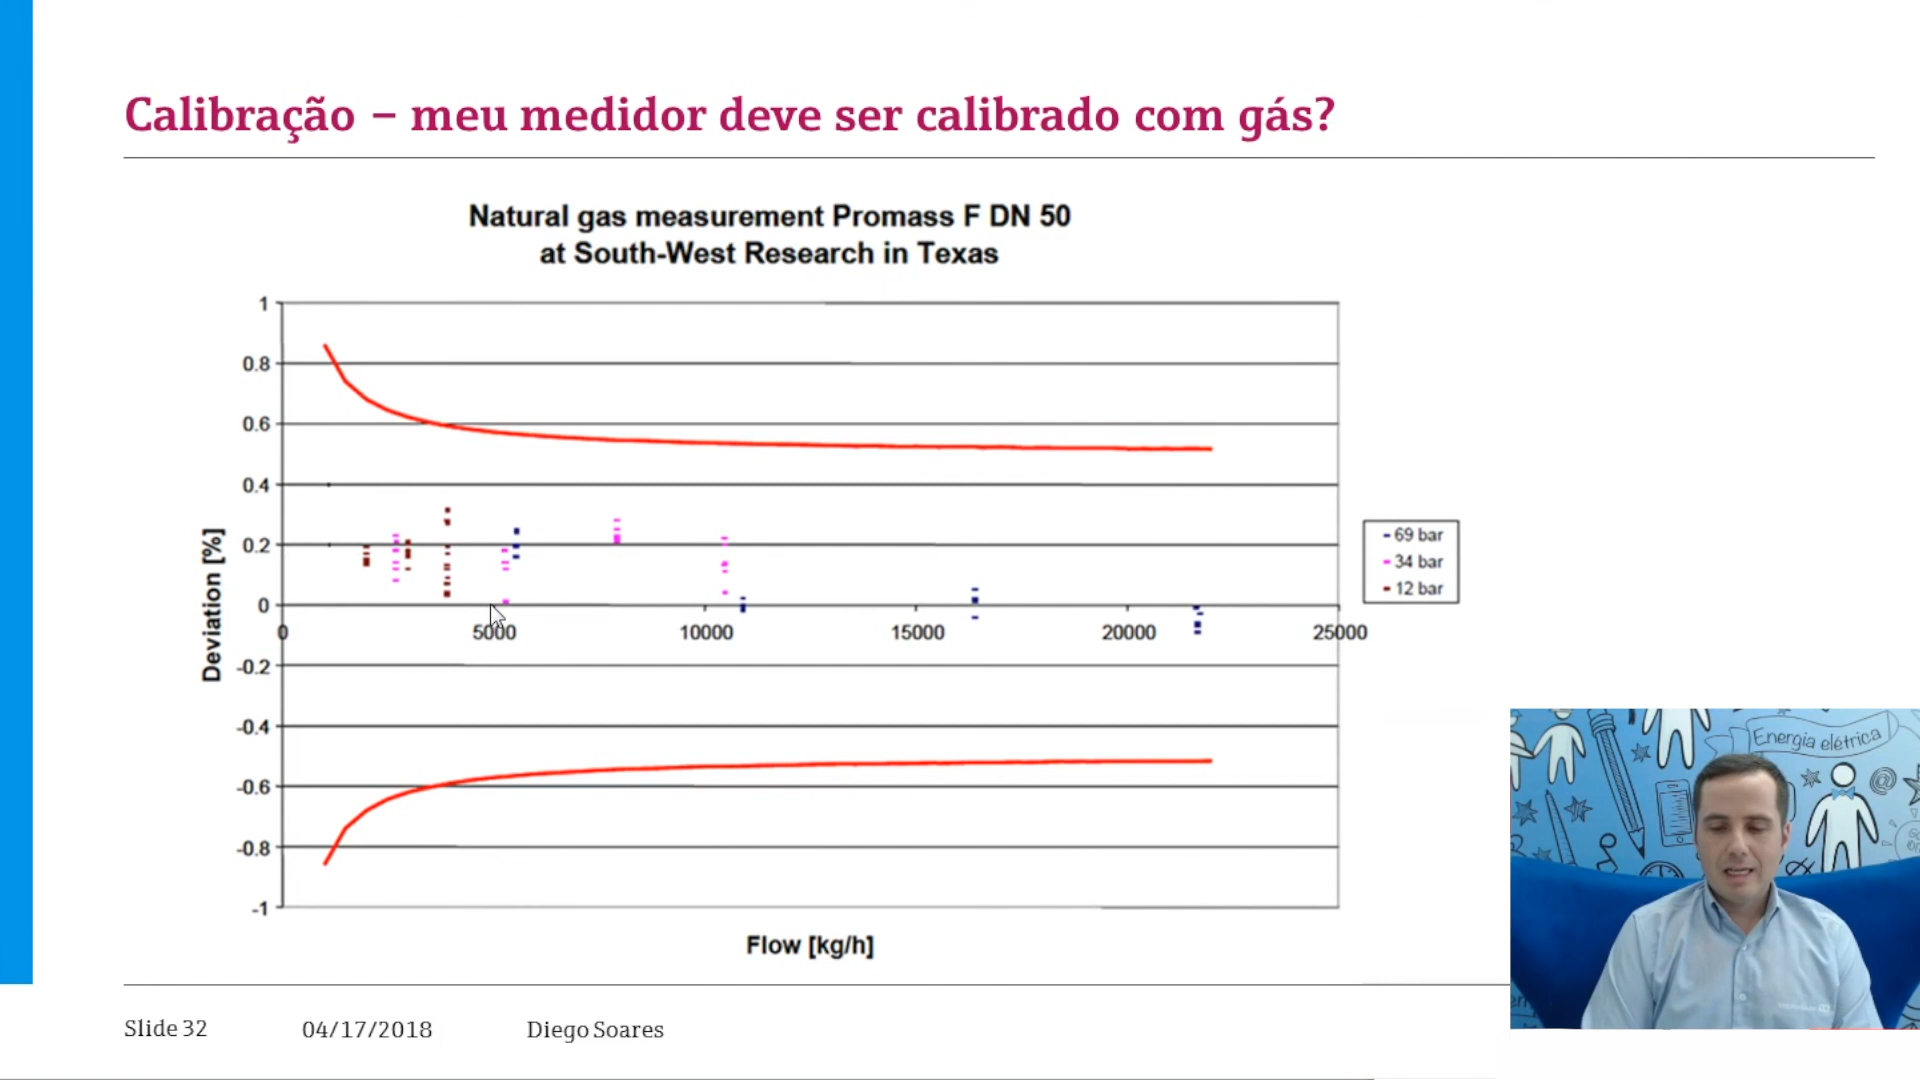 Calibração – meu medidor deve ser calibrado com gás?
Natural gas measurement Promass F DN 50
at South-West Research in Texas
1
0.8
0.6
0.4
0.2
0
-0.2
-0.4
-0.6
-0.8
-1
Deviation [%]
0 5000 10000 15000 20000 25000
Flow [kg/h]
69 bar
34 bar
12 bar
Energia elétrica
@
Slide 32 04/17/2018 Diego Soares